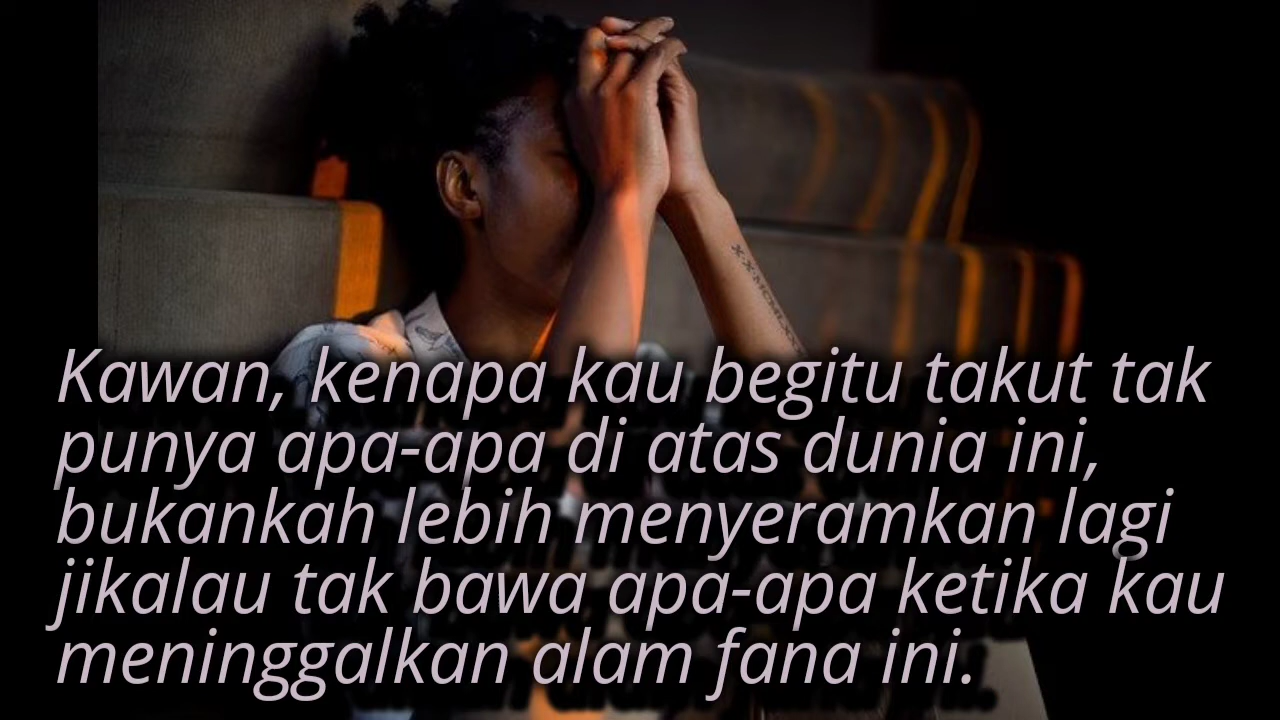 Kawan, kenapa kau begitu takut tak
punya apa-apa di atas dunia ini,
bukankah lebih menyeramkan lagi
jikalau tak bawa apa-apa ketika kau
meninggalkan alam fana ini.